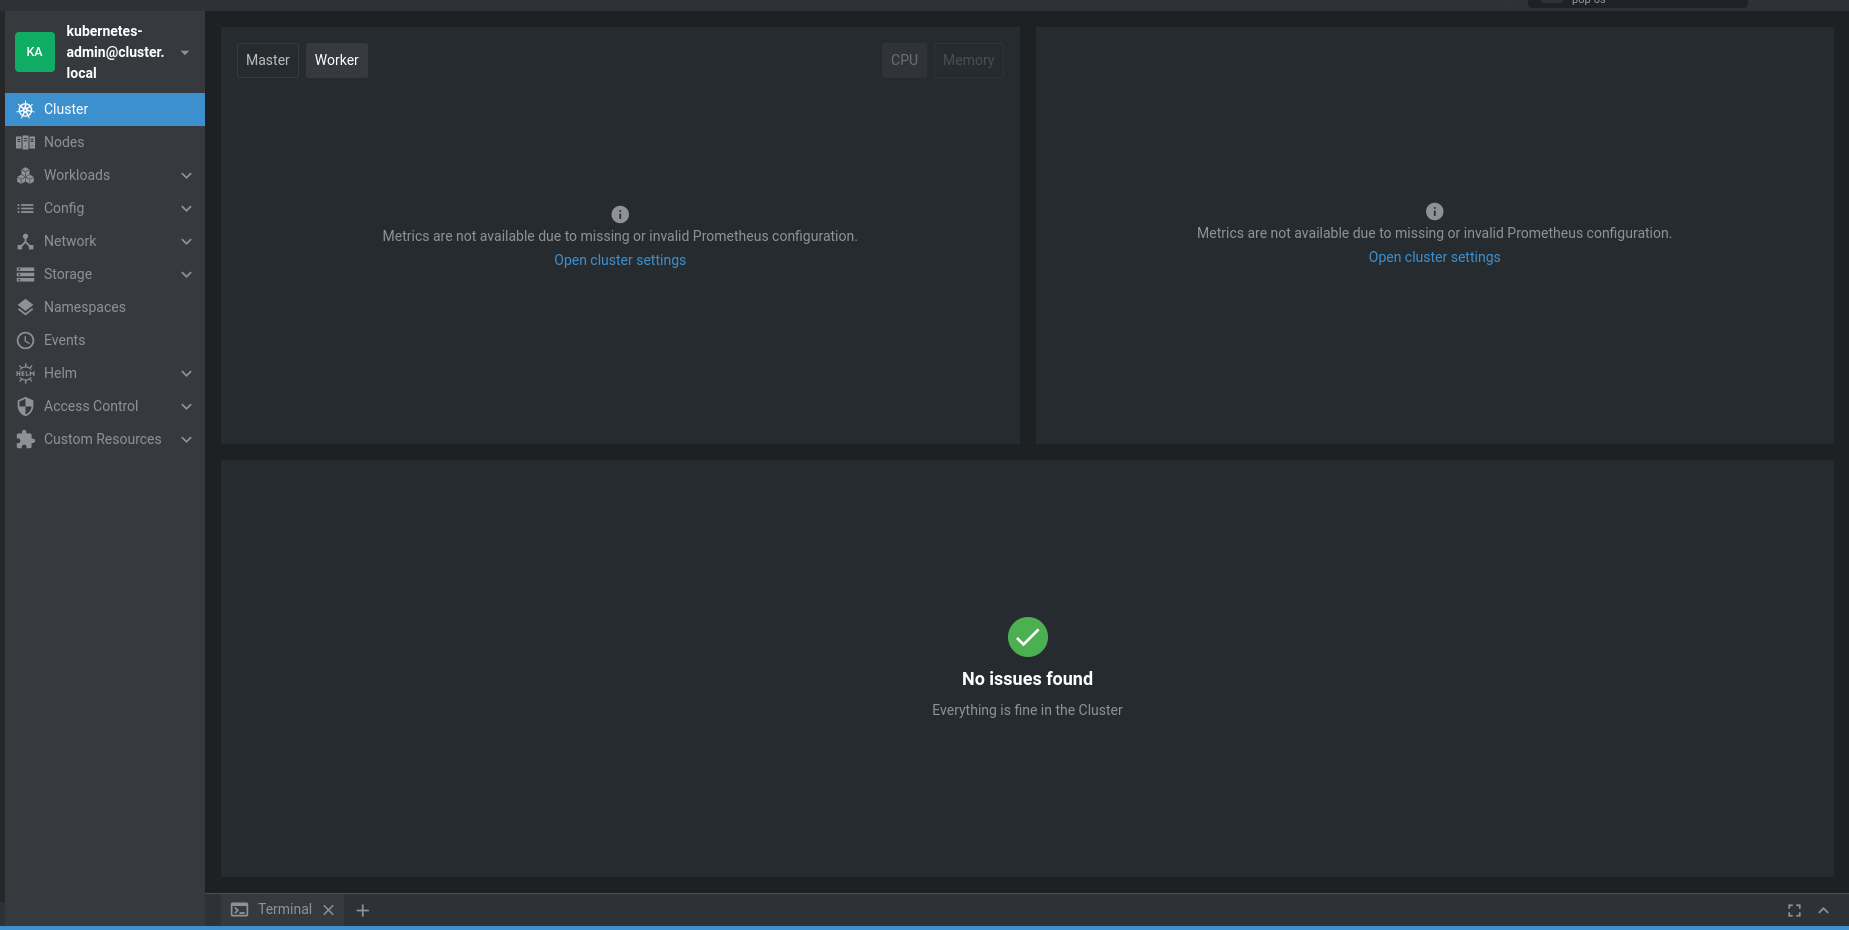 pop-os
KA
kubernetes-
admin@cluster.
local
Cluster
Nodes
Workloads
Config
Network
Storage
Namespaces
Events
HELM
Helm
Access Control
Custom Resources
Master
Worker
CPU
Memory
Metrics are not available due to missing or invalid Prometheus configuration.
Open cluster settings
Metrics are not available due to missing or invalid Prometheus configuration.
Open cluster settings
No issues found
Everything is fine in the Cluster
Terminal